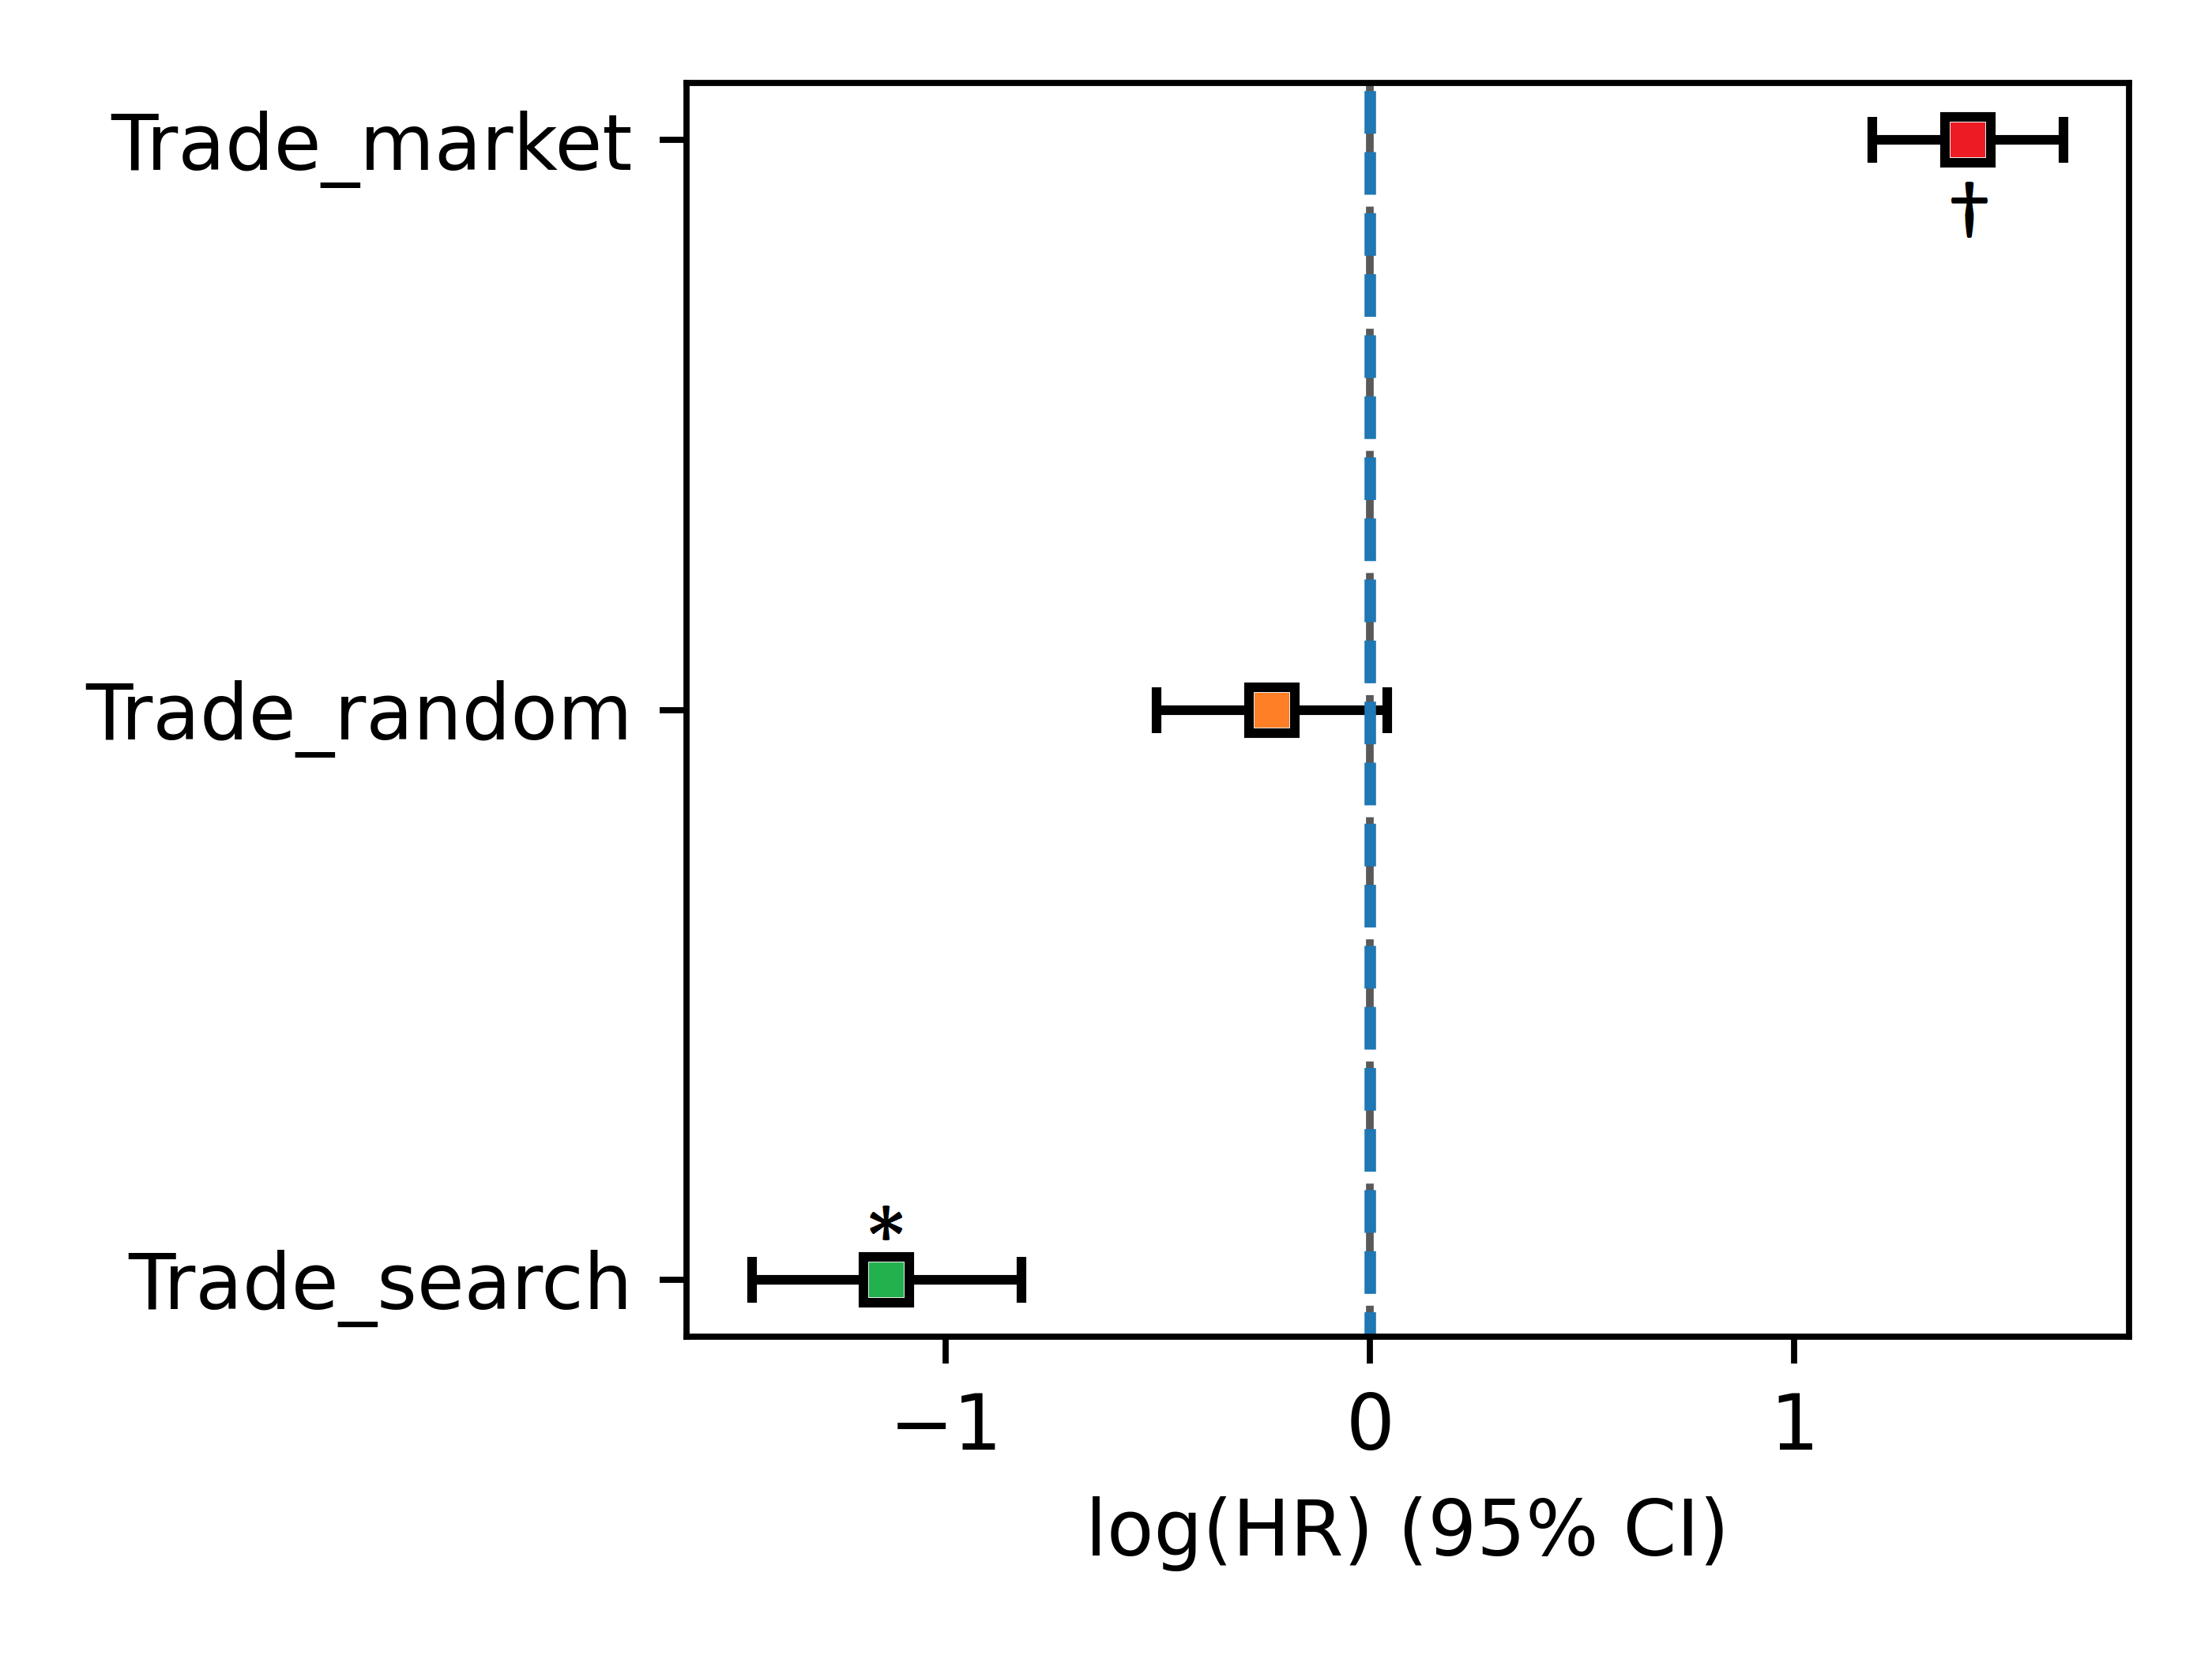 Trade_market
†
Trade_random
*
Trade_search
−1 0 1
log(HR) (95% CI)